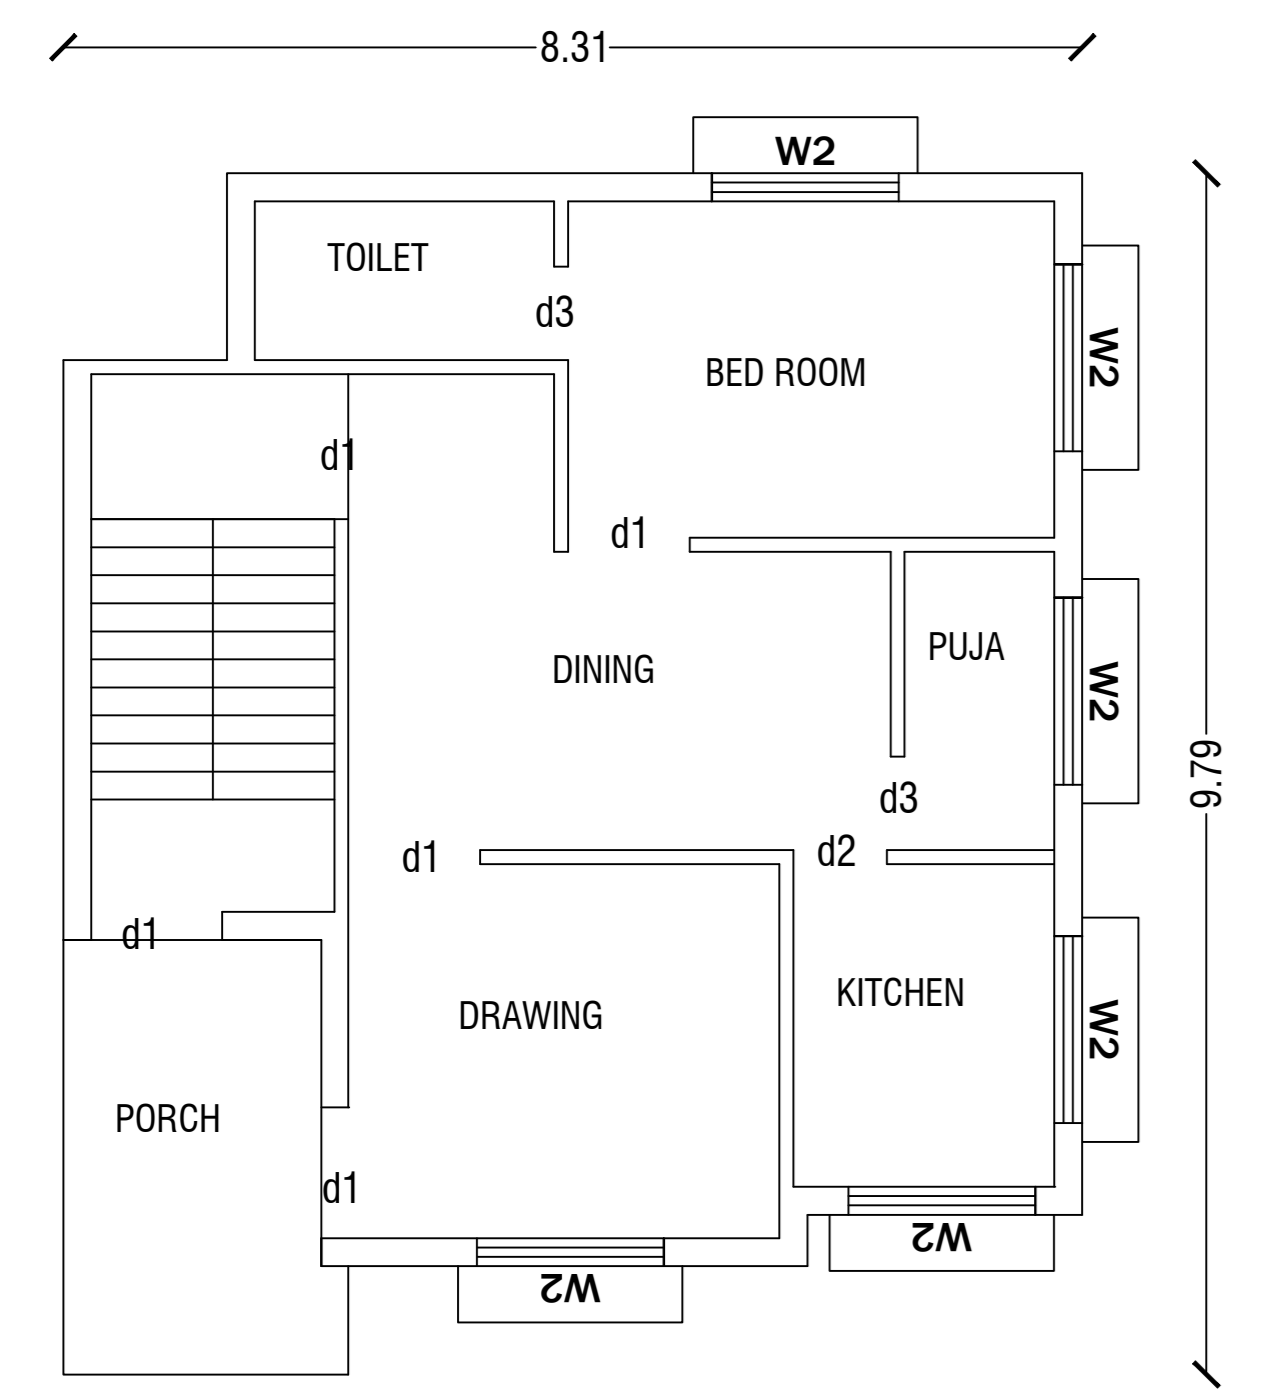 8.31
W2
TOILET
d3
BED ROOM
W2
d1
d1
DINING
PUJA
W2
9.79
d3
d1
d2
d1
KITCHEN
DRAWING
W2
PORCH
d1
W2
W2